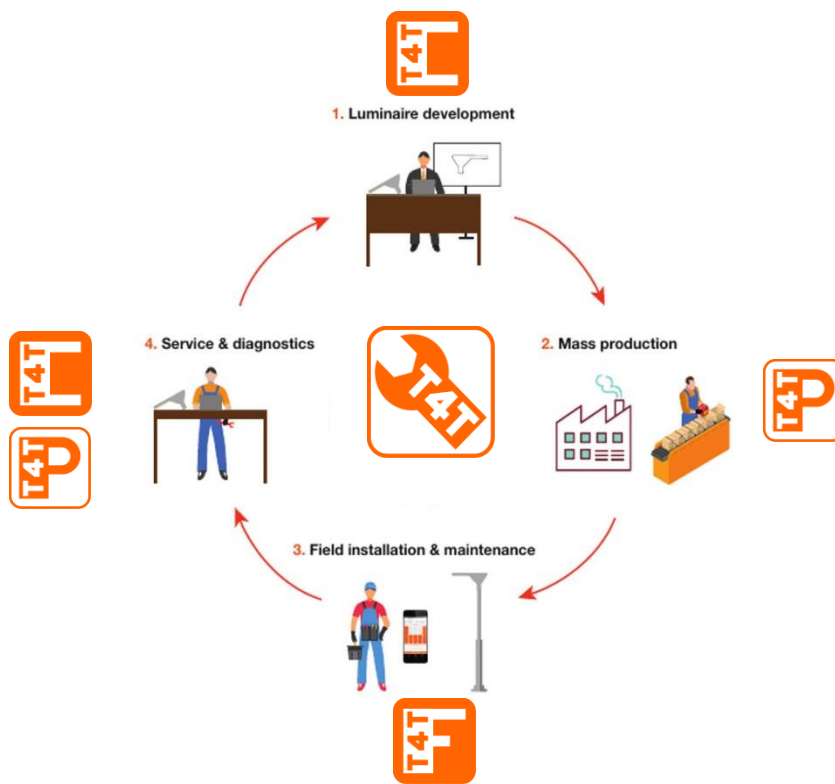 T4T
1. Luminaire development
4. Service & diagnostics
T4T
2. Mass production
T4T
T4T P
T4T P
3. Field installation & maintenance
T4T F